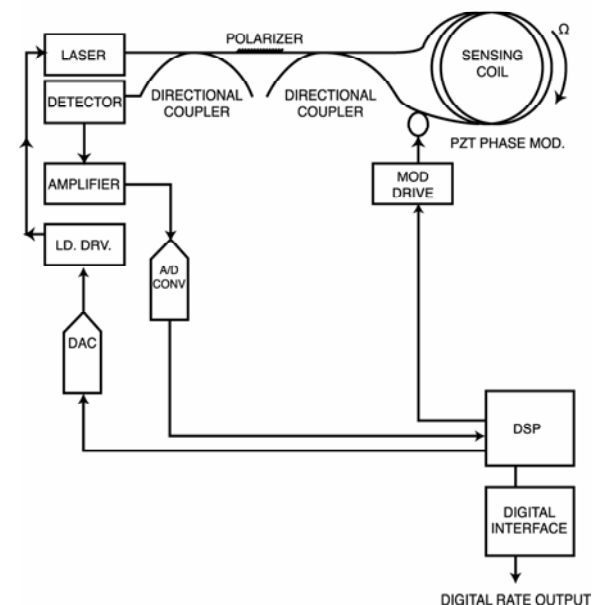 POLARIZER
Ω
LASER
SENSING
COIL
DETECTOR
DIRECTIONAL
COUPLER
DIRECTIONAL
COUPLER
PZT PHASE MOD.
AMPLIFIER
MOD
DRIVE
LD. DRV.
A/D
CONV
DAC
DSP
DIGITAL
INTERFACE
DIGITAL RATE OUTPUT